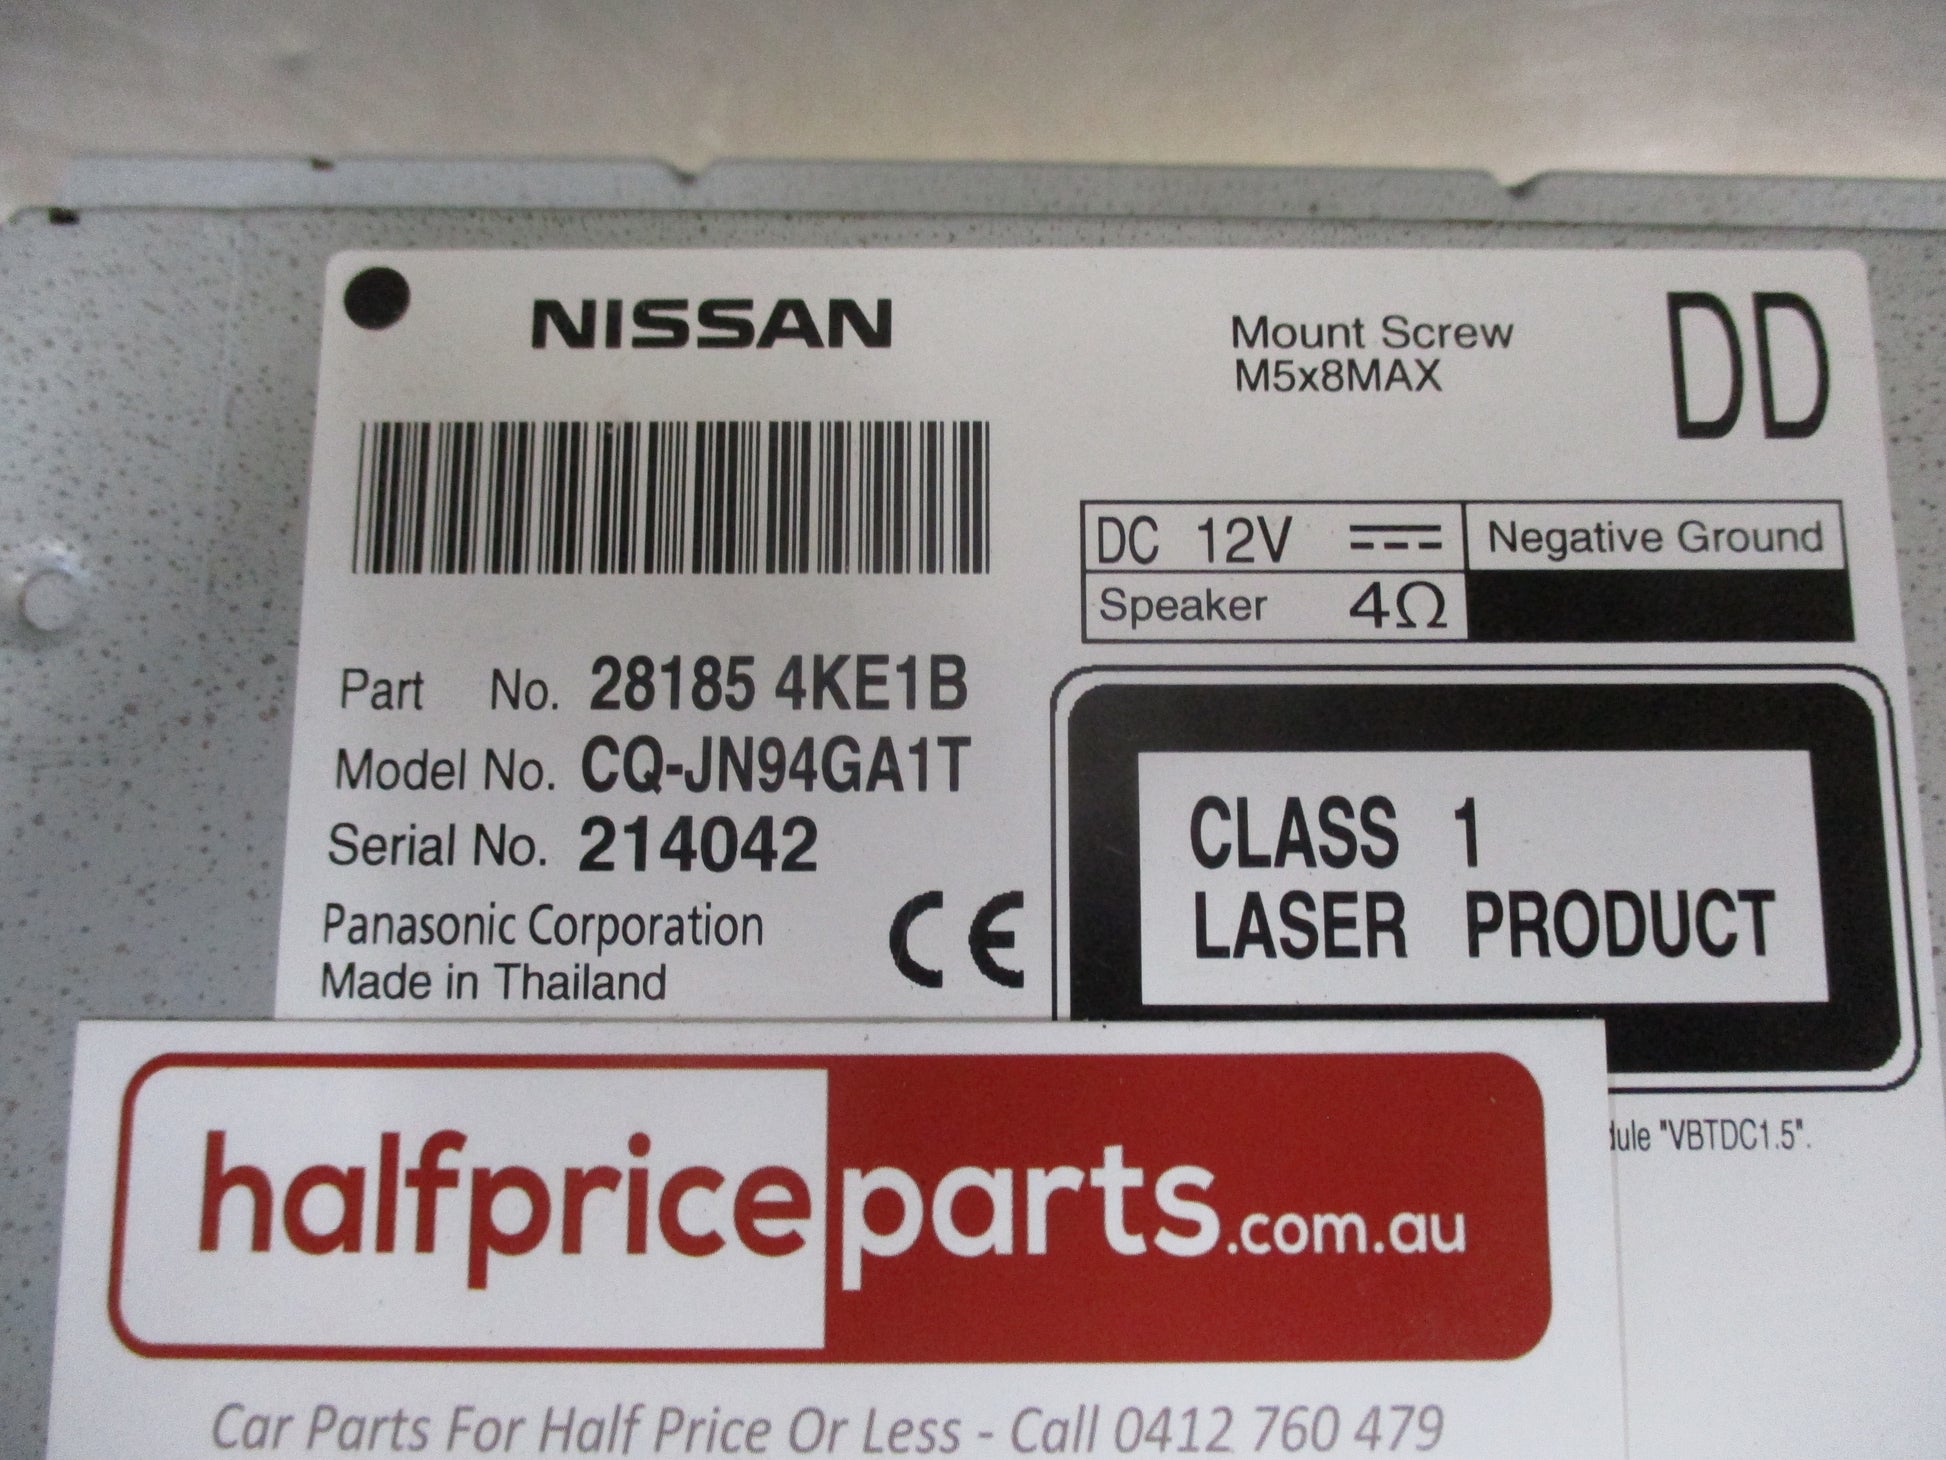 NISSAN
Mount Screw
M5x8MAX
DD
DC 12V
Negative Ground
Speaker 4Ω
Part No. 28185 4KE1B
Model No. CQ-JN94GA1T
Serial No. 214042
Panasonic Corporation
Made in Thailand
CE
CLASS 1
LASER PRODUCT
"VBTDC1.5".
halfpriceparts.com.au
Car Parts For Half Price Or Less - Call 0412 760 479